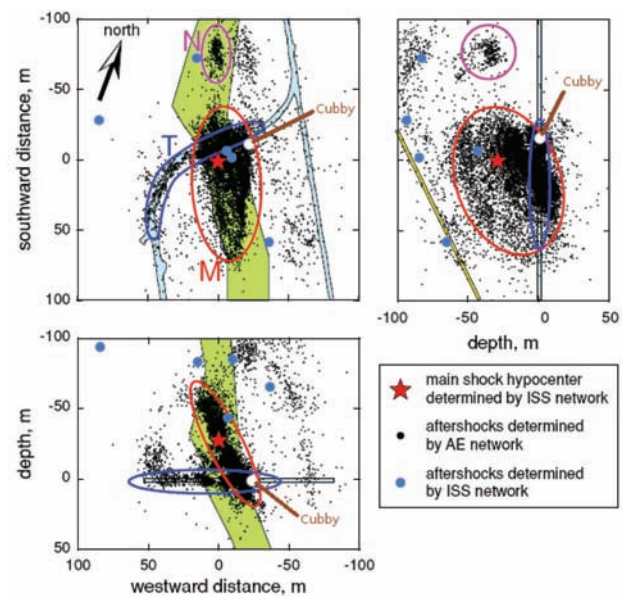 -100
-50
0
50
100
southward distance, m
north
N
T
M
Cubby
100 50 0 -50 -100
Cubby
-100 -50 0 50
depth, m
-100
-50
0
50
depth, m
Cubby
100 50 0 -50 -100
westward distance, m
main shock hypocenter
determined by ISS network
aftershocks determined
by AE network
aftershocks determined
by ISS network